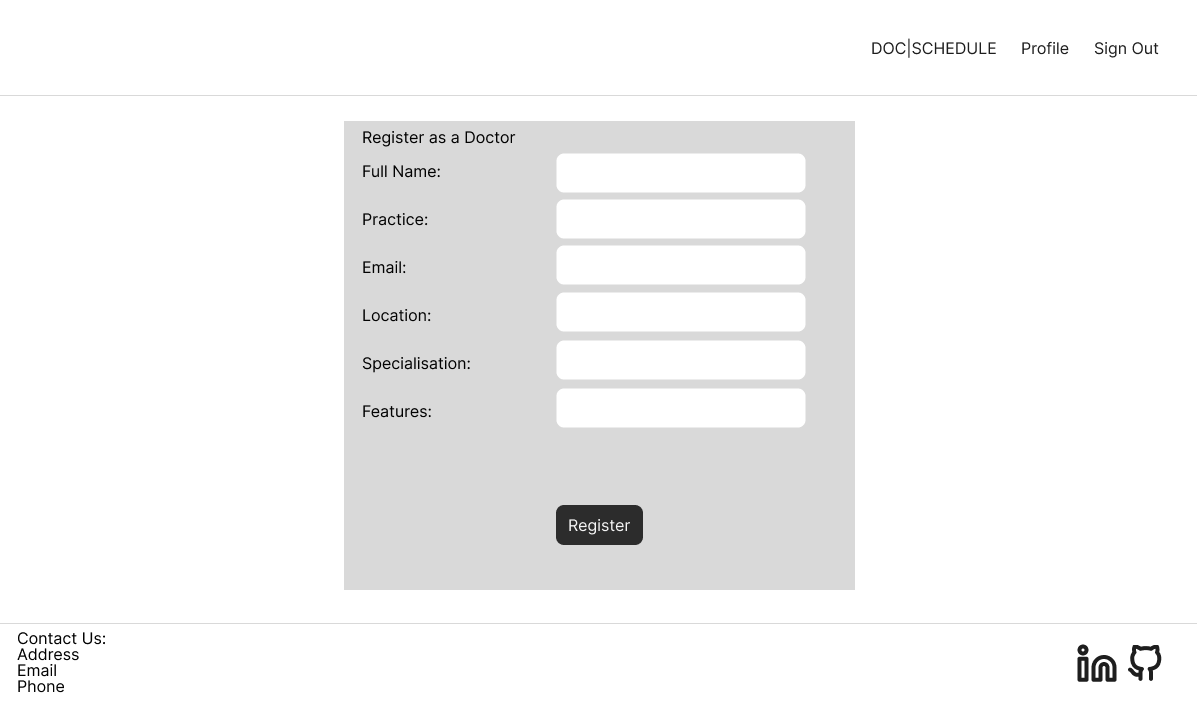 DOC|SCHEDULE Profile Sign Out
Register as a Doctor
Full Name:
Practice:
Email:
Location:
Specialisation:
Features:
Register
Contact Us:
Address
Email
Phone
in